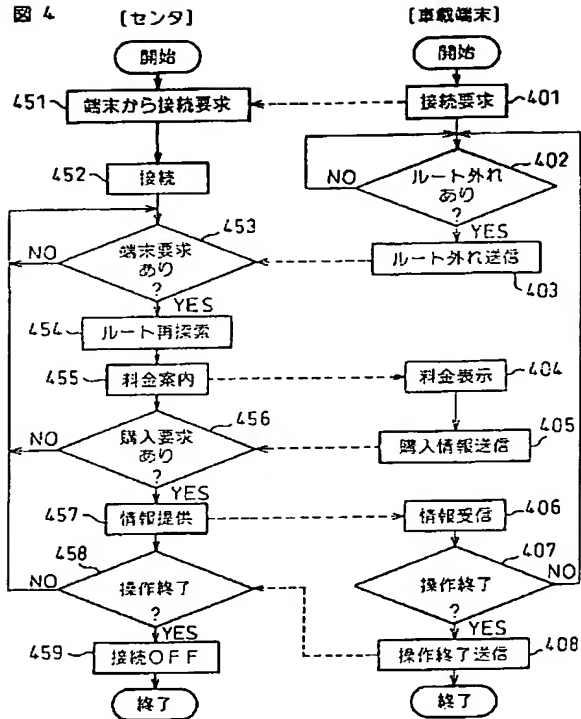 図 4
[センタ]
開始
451
端末から接続要求
452
接続
453
端末要求
あり
?
NO
YES
454
ルート再探索
455
料金案内
456
購入要求
あり
?
NO
YES
457
情報提供
458
操作終了
?
NO
YES
459
接続OFF
終了
[車載端末]
開始
接続要求
401
402
ルート外れ
あり
?
NO
YES
ルート外れ送信
403
料金表示
404
購入情報送信
405
情報受信
406
407
操作終了
?
NO
YES
操作終了送信
408
終了